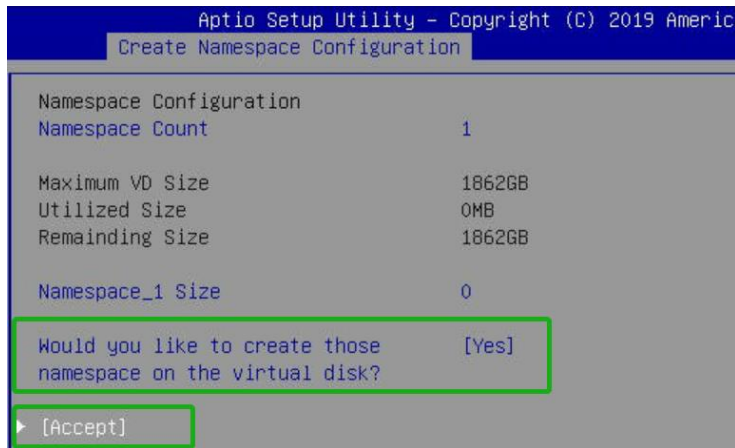 Aptio Setup Utility – Copyright (C) 2019 Americ
Create Namespace Configuration
Namespace Configuration
Namespace Count 1
Maximum VD Size 1862GB
Utilized Size 0MB
Remainding Size 1862GB
Namespace_1 Size 0
Would you like to create those [Yes]
namespace on the virtual disk?
[Accept]